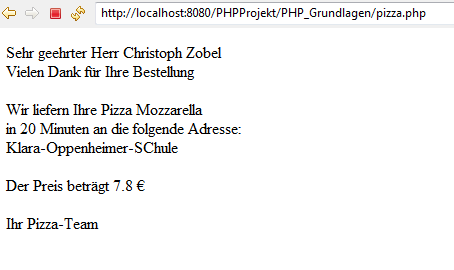 http://localhost:8080/PHPProjekt/PHP_Grundlagen/pizza.php
Sehr geehrter Herr Christoph Zobel
Vielen Dank für Ihre Bestellung
Wir liefern Ihre Pizza Mozzarella
in 20 Minuten an die folgende Adresse:
Klara-Oppenheimer-SChule
Der Preis beträgt 7.8 €
Ihr Pizza-Team